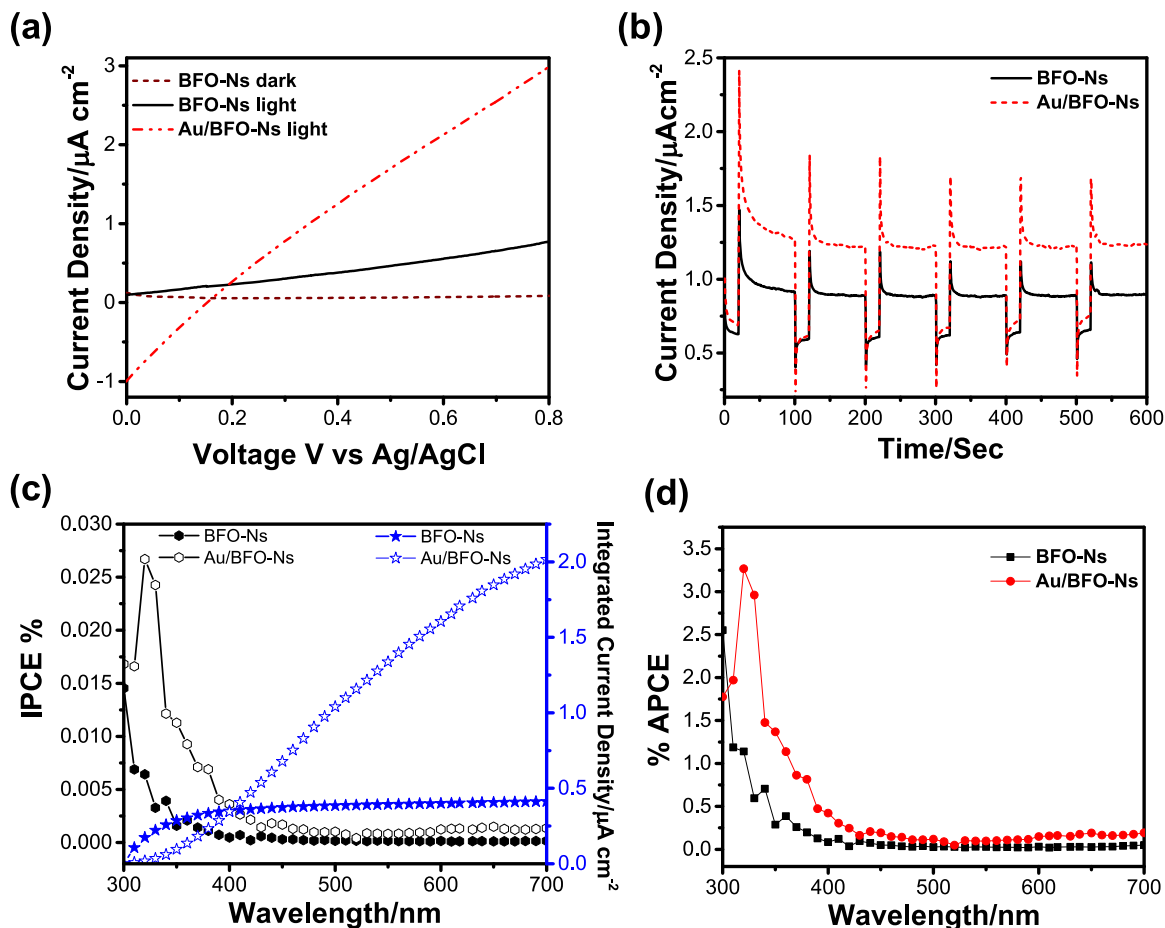 (a)
Current Density/μA cm-2
3
2
1
0
-1
BFO-Ns dark
BFO-Ns light
Au/BFO-Ns light
0.0 0.2 0.4 0.6 0.8
Voltage V vs Ag/AgCl
(b)
Current Density/μAcm-2
2.5
2.0
1.5
1.0
0.5
BFO-Ns
Au/BFO-Ns
0 100 200 300 400 500 600
Time/Sec
(c)
IPCE %
0.030
0.025
0.020
0.015
0.010
0.005
0.000
BFO-Ns
Au/BFO-Ns
BFO-Ns
Au/BFO-Ns
2.0
1.5
1.0
0.5
0.0
Integrated Current Density/μA cm-2
300 400 500 600 700
Wavelength/nm
(d)
% APCE
3.5
3.0
2.5
2.0
1.5
1.0
0.5
0.0
BFO-Ns
Au/BFO-Ns
300 400 500 600 700
Wavelength/nm